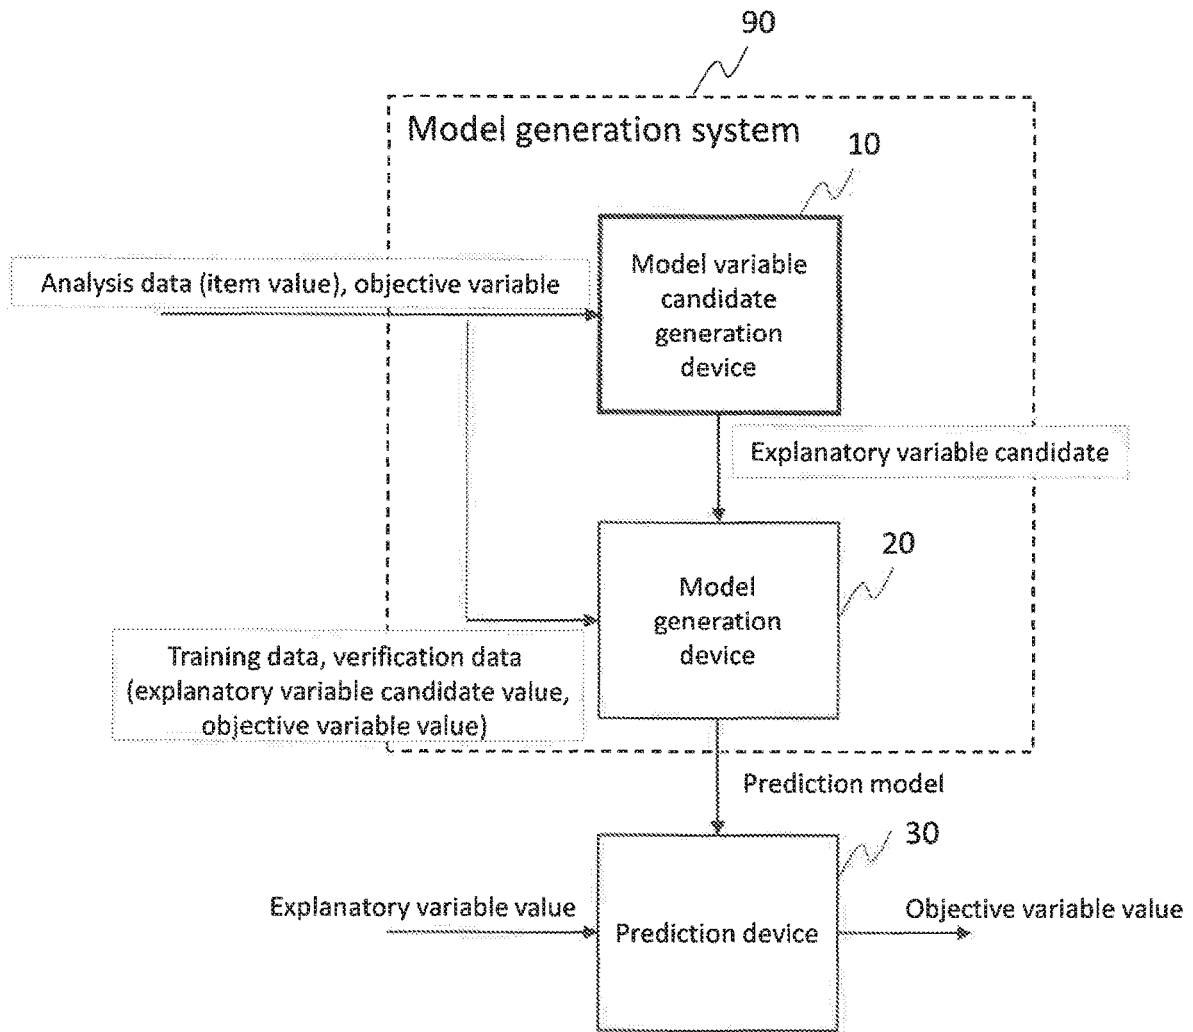 90
Model generation system
10
Analysis data (item value), objective variable
Model variable
candidate
generation
device
Explanatory variable candidate
20
Model
generation
device
Training data, verification data
(explanatory variable candidate value,
objective variable value)
Prediction model
30
Explanatory variable value
Prediction device
Objective variable value